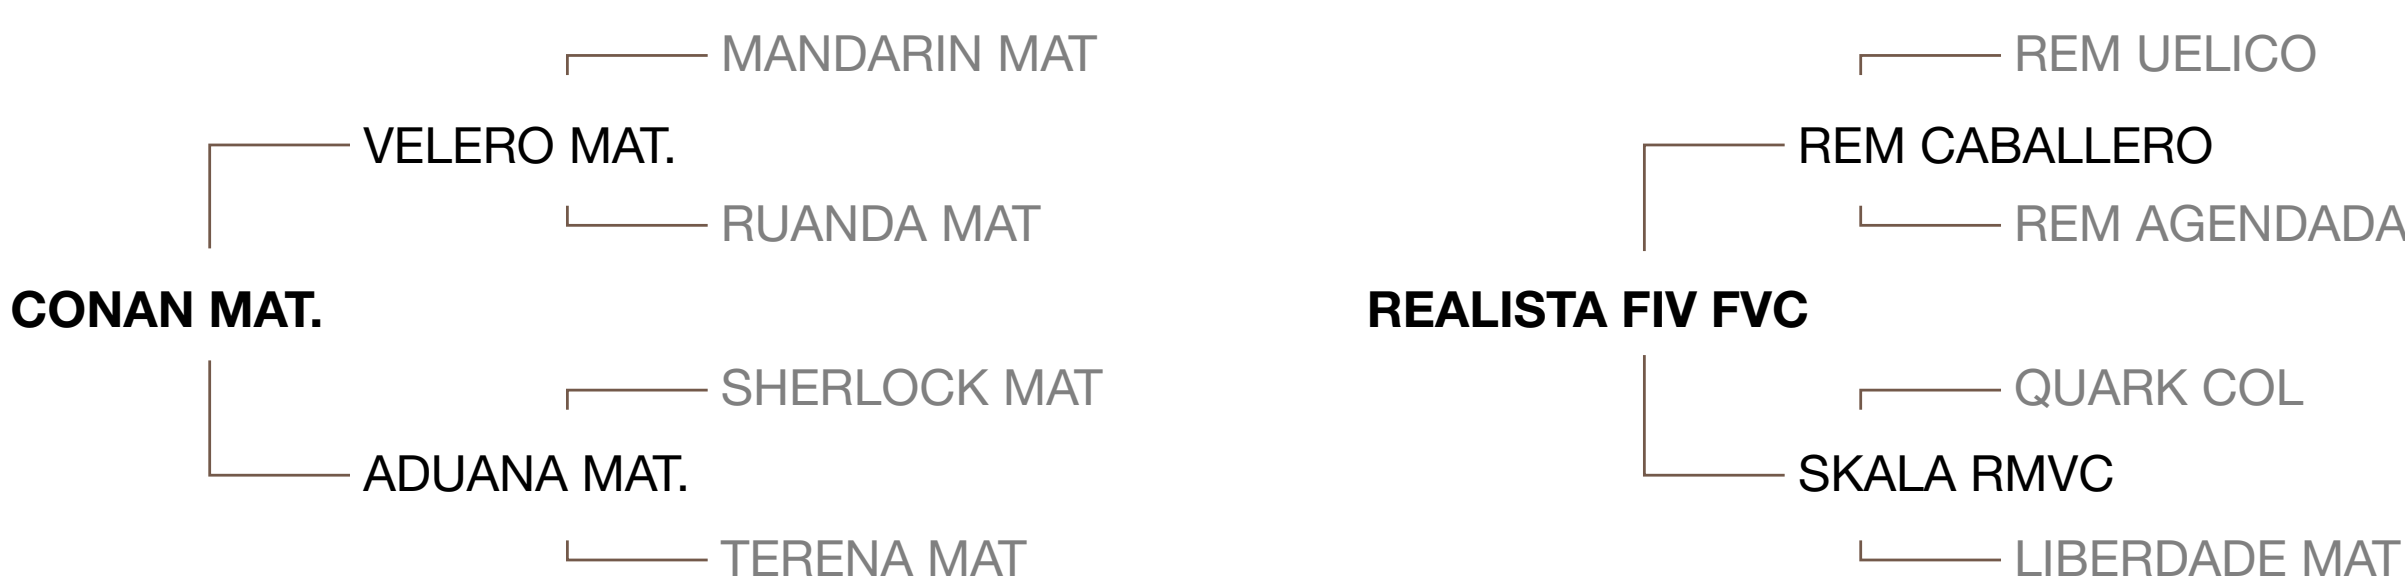 MANDARIN MAT
VELERO MAT.
RUANDA MAT
CONAN MAT.
SHERLOCK MAT
ADUANA MAT.
TERENA MAT
REM UELICO
REM CABALLERO
REM AGENDADA
REALISTA FIV FVC
QUARK COL
SKALA RMVC
LIBERDADE MAT